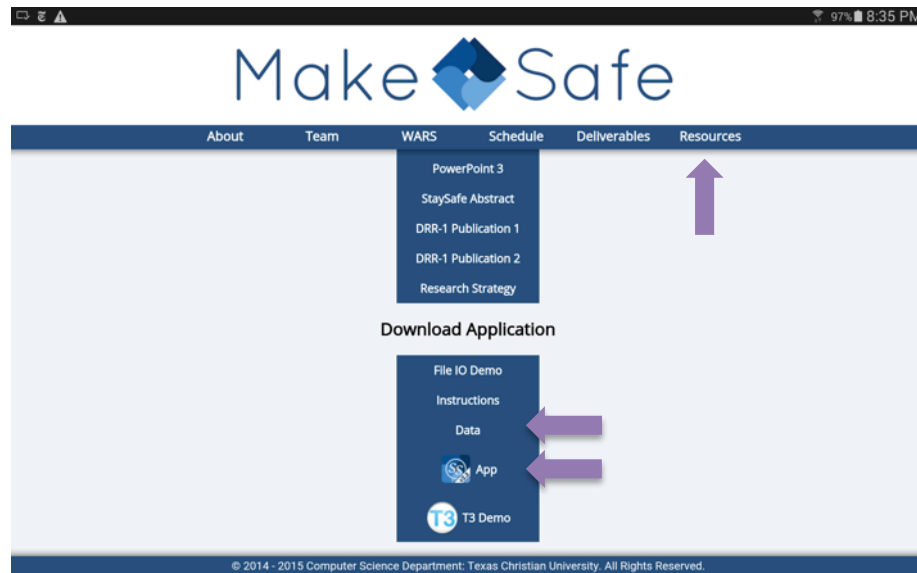 97% 8:35 PM
Make Safe
About Team WARS Schedule Deliverables Resources
PowerPoint 3
StaySafe Abstract
DRR-1 Publication 1
DRR-1 Publication 2
Research Strategy
Download Application
File IO Demo
Instructions
Data
SS App
T3 T3 Demo
© 2014 - 2015 Computer Science Department: Texas Christian University. All Rights Reserved.